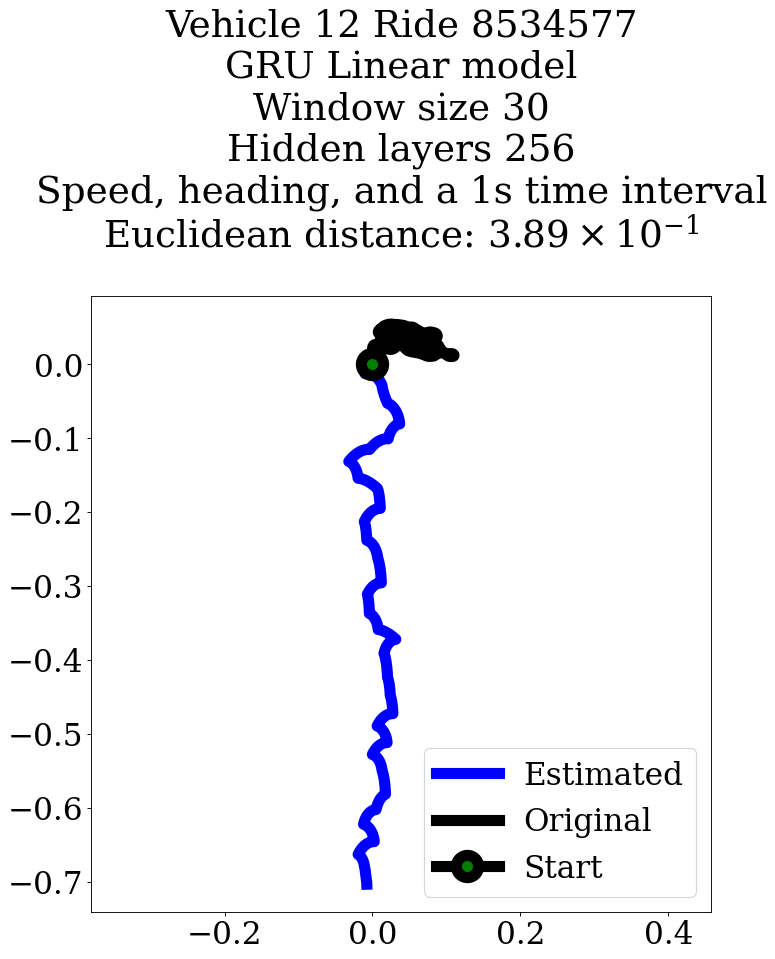 Vehicle 12 Ride 8534577
GRU Linear model
Window size 30
Hidden layers 256
Speed, heading, and a 1s time interval
Euclidean distance: 3.89 × 10⁻¹
0.0
−0.1
−0.2
−0.3
−0.4
−0.5
−0.6
−0.7
Estimated
Original
Start
−0.2
0.0
0.2
0.4